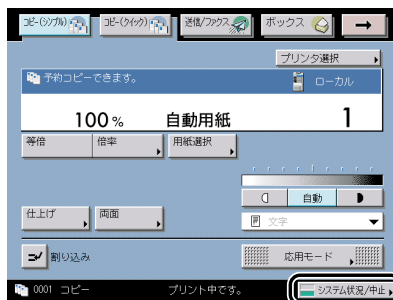 コピー(シンプル) コピー(クイック) 送信/ファクス ボックス
プリンタ選択
予約コピーできます。 ローカル
100% 自動用紙 1
等倍 倍率 用紙選択
自動
仕上げ 両面 文字
割り込み 応用モード
0001 コピー プリント中です。 システム状況/中止